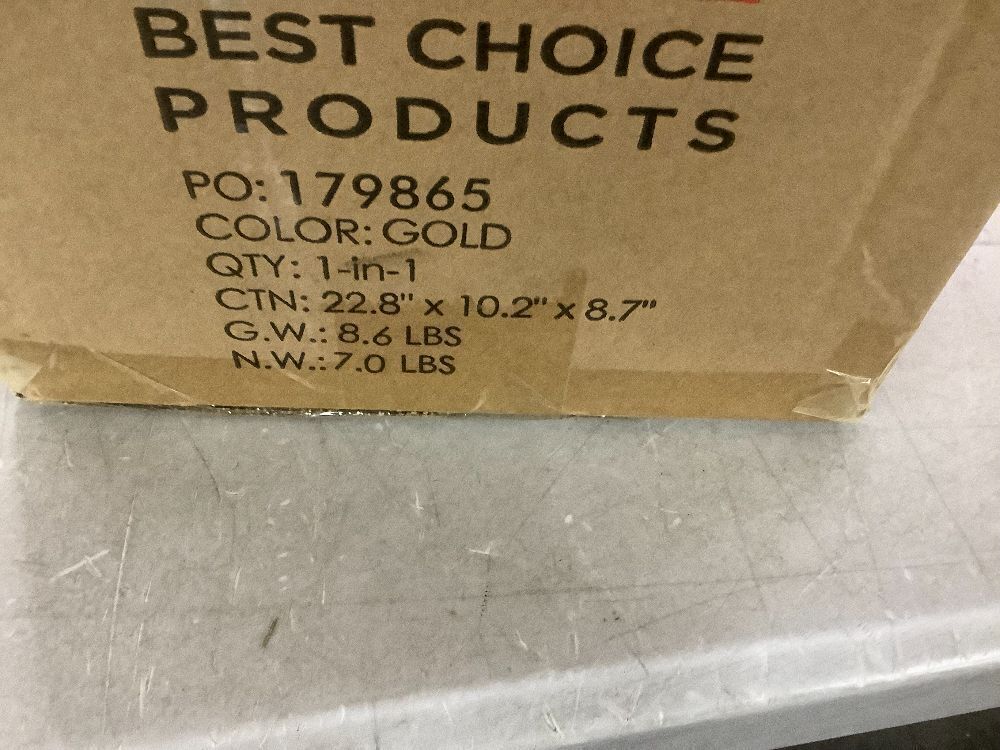 BEST CHOICE
PRODUCTS
PO: 179865
COLOR: GOLD
QTY: 1-in-1
CTN: 22.8" x 10.2" x 8.7"
G.W.: 8.6 LBS
N.W.: 7.0 LBS